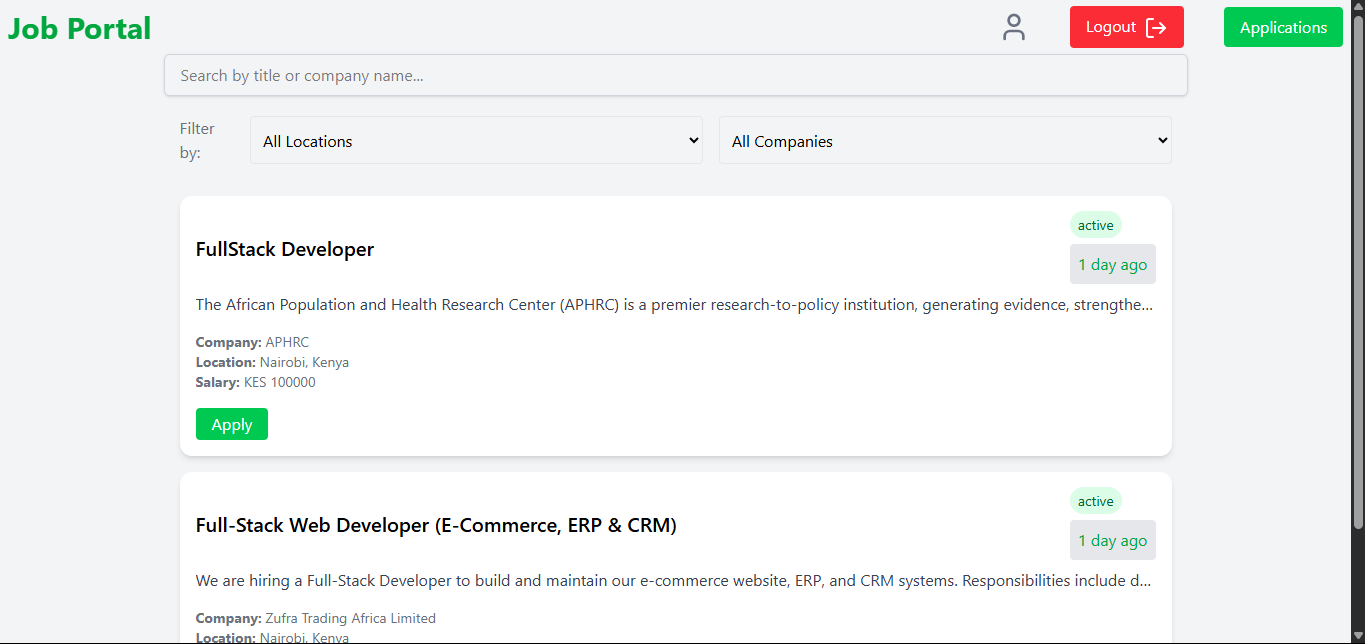 Job Portal
Logout
Applications
Search by title or company name...
Filter
by:
All Locations
All Companies
active
FullStack Developer
1 day ago
The African Population and Health Research Center (APHRC) is a premier research-to-policy institution, generating evidence, strengthe...
Company: APHRC
Location: Nairobi, Kenya
Salary: KES 100000
Apply
active
Full-Stack Web Developer (E-Commerce, ERP & CRM)
1 day ago
We are hiring a Full-Stack Developer to build and maintain our e-commerce website, ERP, and CRM systems. Responsibilities include d...
Company: Zufra Trading Africa Limited
Location: Nairobi, Kenya